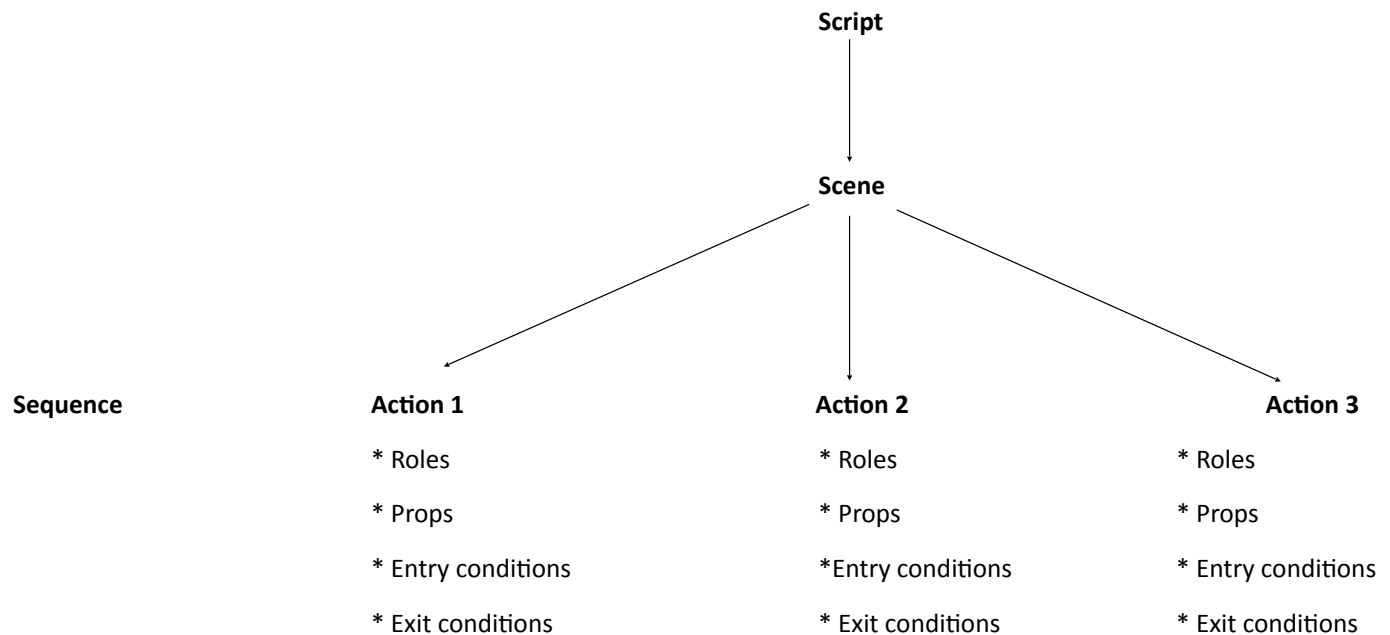 Script
Scene
Sequence Action 1 Action 2 Action 3
* Roles * Roles * Roles
* Props * Props * Props
* Entry conditions *Entry conditions * Entry conditions
* Exit conditions * Exit conditions * Exit conditions